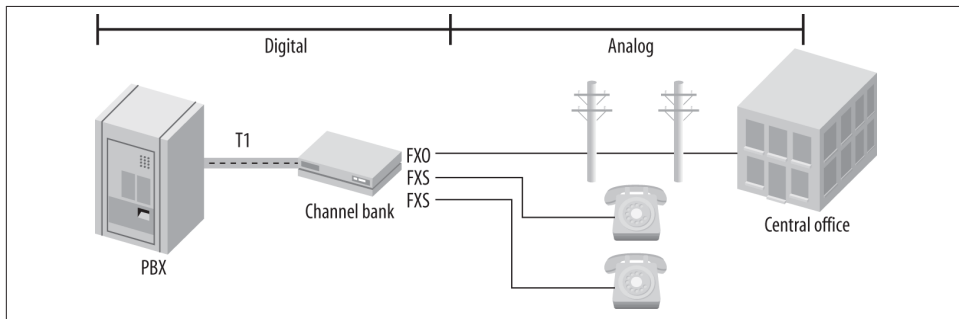 Digital
Analog
T1
FXO
FXS
FXS
Channel bank
PBX
Central office